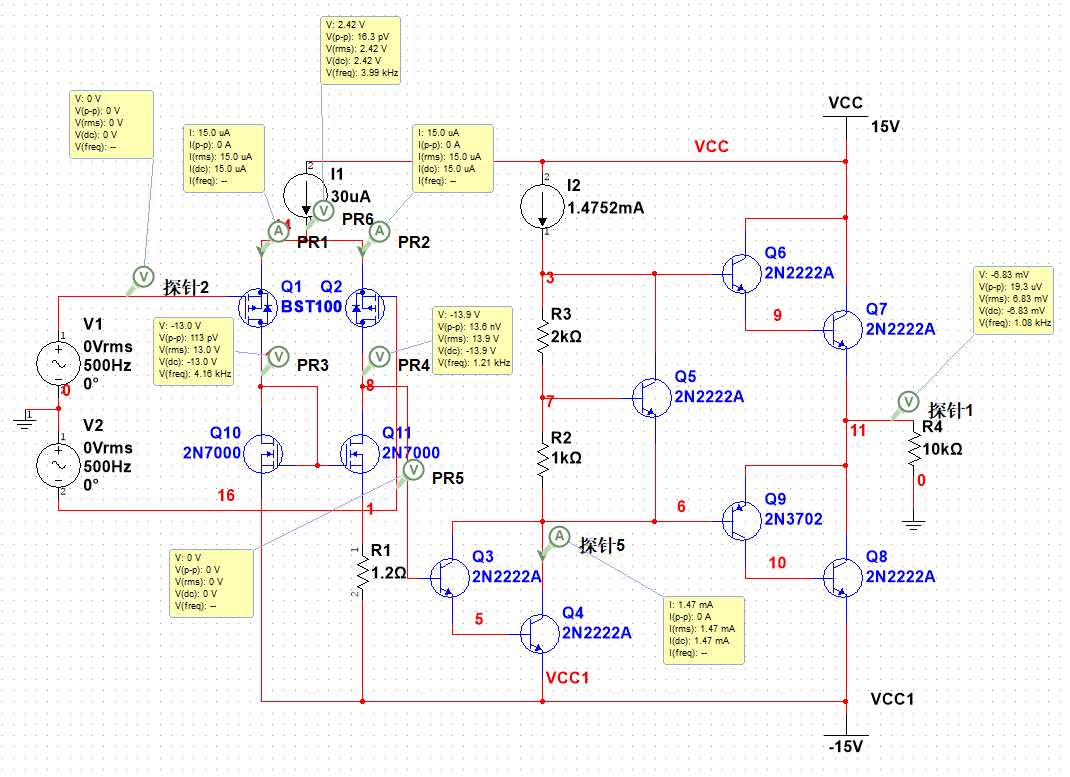 V: 2.42 V
V(p-p): 16.3 pV
V(rms): 2.42 V
V(dc): 2.42 V
V(freq): 3.99 kHz
V: 0 V
V(p-p): 0 V
V(rms): 0 V
V(dc): 0 V
V(freq): --
I: 15.0 uA
I(p-p): 0 A
I(rms): 15.0 uA
I(dc): 15.0 uA
I(freq): --
I: 15.0 uA
I(p-p): 0 A
I(rms): 15.0 uA
I(dc): 15.0 uA
I(freq): --
VCC
15V
VCC
2
I1
30uA
V
PR6
A
PR1
A
PR2
2
I2
1.4752mA
1
3
V
探针2
Q1
Q2
BST100
Q6
2N2222A
9
Q7
2N2222A
V: -6.83 mV
V(p-p): 19.3 uV
V(rms): 6.83 mV
V(dc): -6.83 mV
V(freq): 1.08 kHz
V1
0Vrms
500Hz
0°
1
2
0
1
V: -13.0 V
V(p-p): 113 pV
V(rms): 13.0 V
V(dc): -13.0 V
V(freq): 4.16 kHz
V
PR3
V
PR4
8
V: -13.9 V
V(p-p): 13.6 nV
V(rms): 13.9 V
V(dc): -13.9 V
V(freq): 1.21 kHz
R3
2kΩ
7
Q5
2N2222A
V
探针1
11
R4
10kΩ
0
V2
0Vrms
500Hz
0°
1
2
Q10
2N7000
Q11
2N7000
V
PR5
R2
1kΩ
16
1
6
Q9
2N3702
10
Q8
2N2222A
A
探针5
V: 0 V
V(p-p): 0 V
V(rms): 0 V
V(dc): 0 V
V(freq): --
1
R1
1.2Ω
2
Q3
2N2222A
5
Q4
2N2222A
I: 1.47 mA
I(p-p): 0 A
I(rms): 1.47 mA
I(dc): 1.47 mA
I(freq): --
VCC1
VCC1
-15V